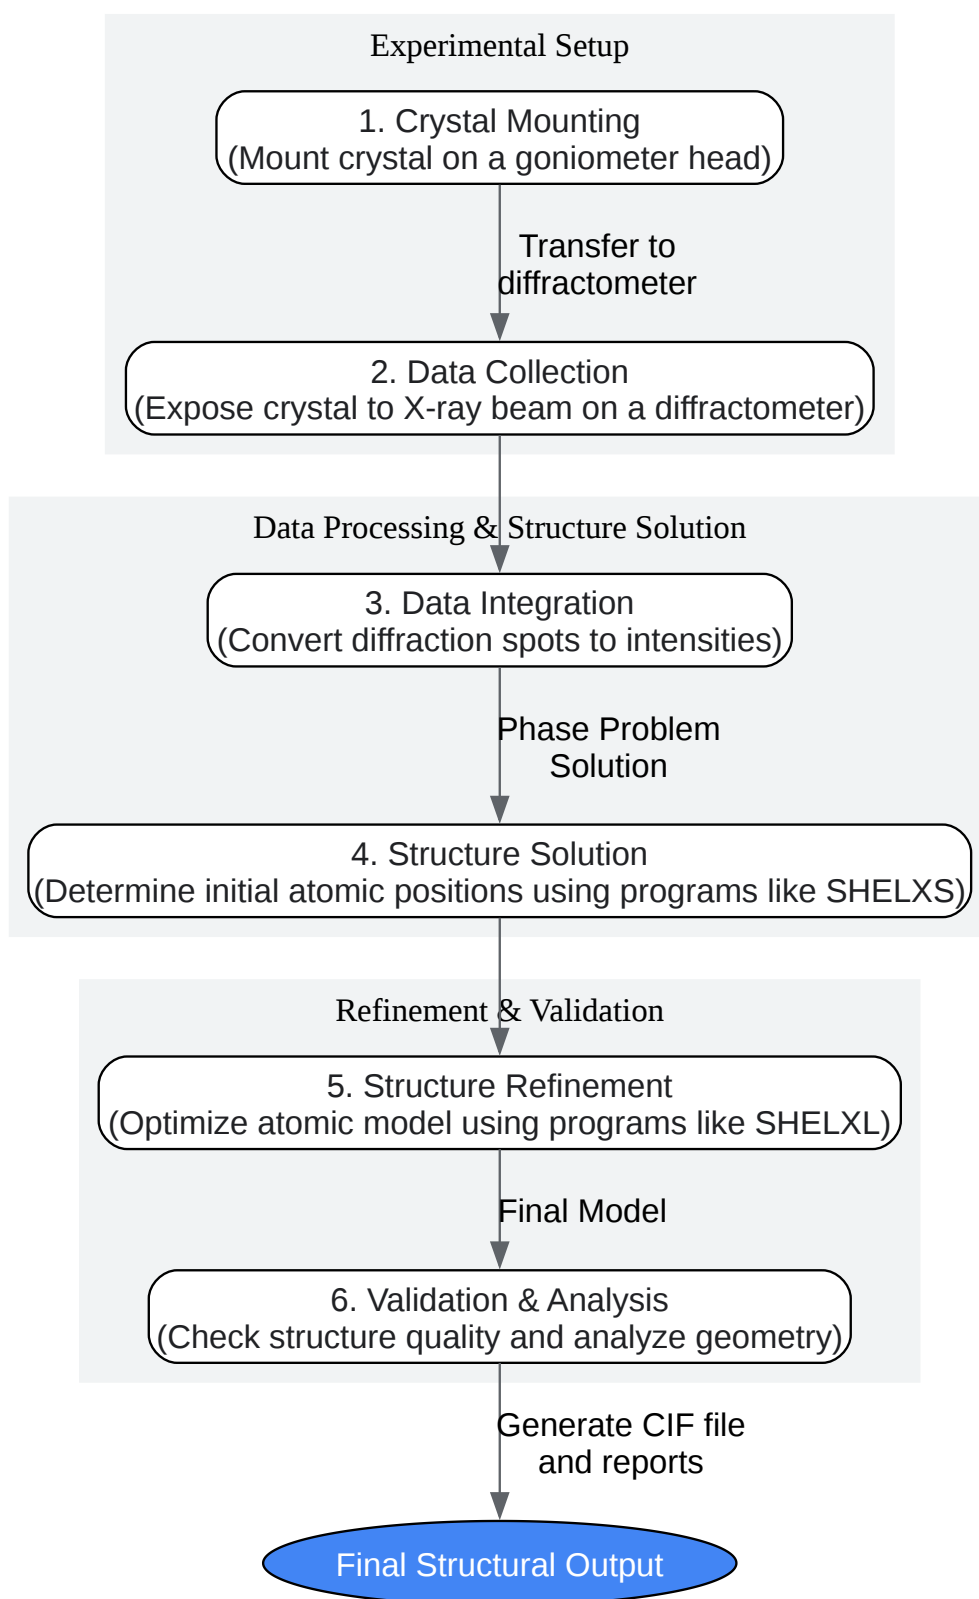 Experimental Setup
1. Crystal Mounting
(Mount crystal on a goniometer head)
Transfer to
diffractometer
2. Data Collection
(Expose crystal to X-ray beam on a diffractometer)
Data Processing & Structure Solution
3. Data Integration
(Convert diffraction spots to intensities)
Phase Problem
Solution
4. Structure Solution
(Determine initial atomic positions using programs like SHELXS)
Refinement & Validation
5. Structure Refinement
(Optimize atomic model using programs like SHELXL)
Final Model
6. Validation & Analysis
(Check structure quality and analyze geometry)
Generate CIF file
and reports
Final Structural Output